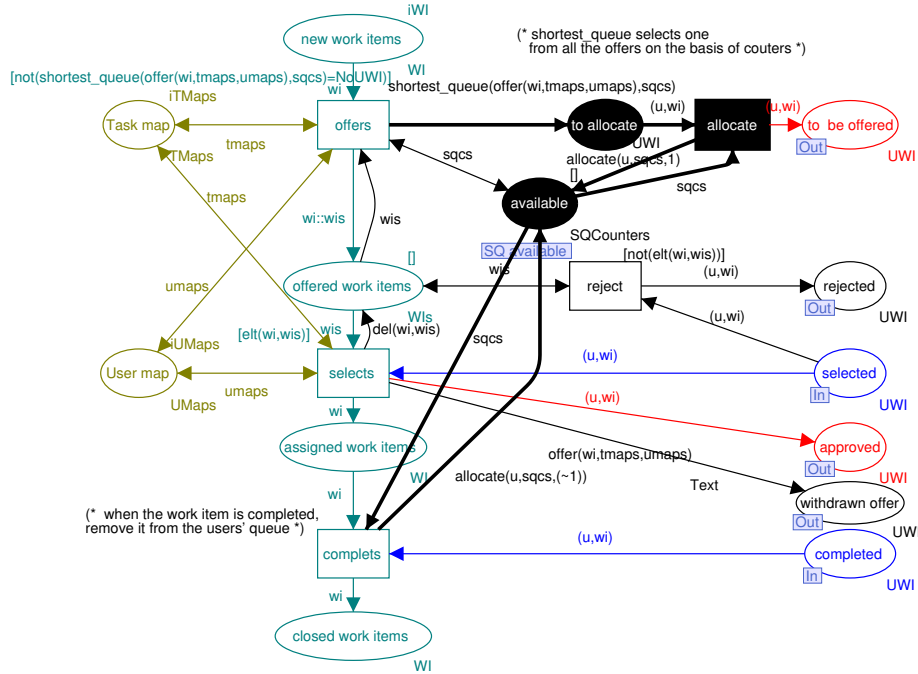 iWI
new work items
WI
(* shortest_queue selects one
from all the offers on the basis of couters *)
[not(shortest_queue(offer(wi,tmaps,umaps),sqcs)=NoUWI)]
wi
shortest_queue(offer(wi,tmaps,umaps),sqcs)
iTMaps
Task map
TMaps
tmaps
offers
to allocate
UWI
(u,wi)
allocate
(u,wi)
to be offered
Out
UWI
sqcs
allocate(u,sqcs,1)
[]
sqcs
available
SQCounters
SQ available
tmaps
wi::wis
wis
[]
offered work items
WIs
wis
[not(elt(wi,wis))]
reject
(u,wi)
rejected
Out
UWI
umaps
iUMaps
[elt(wi,wis)]
wis
del(wi,wis)
sqcs
(u,wi)
User map
UMaps
umaps
selects
(u,wi)
selected
In
UWI
wi
(u,wi)
assigned work items
WI
approved
Out
UWI
offer(wi,tmaps,umaps)
allocate(u,sqcs,(~1))
Text
wi
withdrawn offer
Out
UWI
(* when the work item is completed,
remove it from the users' queue *)
complets
(u,wi)
completed
In
UWI
wi
closed work items
WI